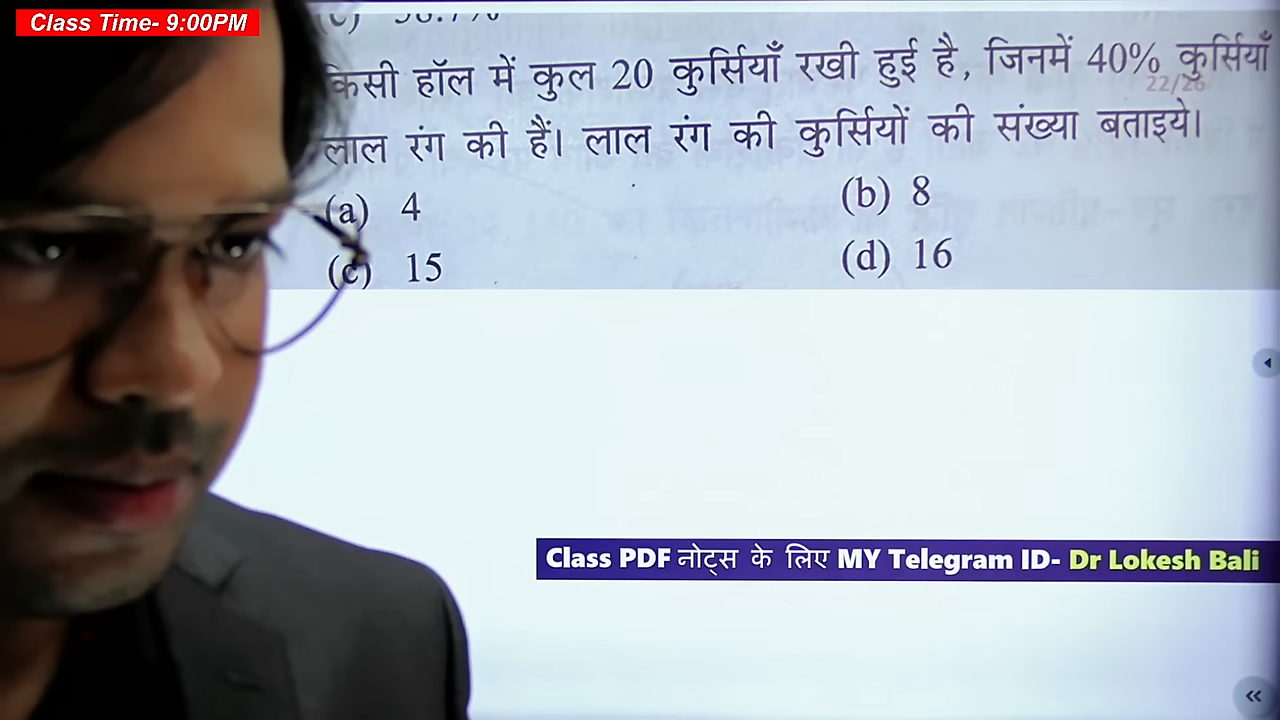 Class Time- 9:00PM
किसी हॉल में कुल 20 कुर्सियाँ रखी हुई है, जिनमें 40% कुर्सियाँ
22/26
लाल रंग की हैं। लाल रंग की कुर्सियों की संख्या बताइये।
(a) 4
(b) 8
(c) 15
(d) 16
Class PDF नोट्स के लिए MY Telegram ID- Dr Lokesh Bali